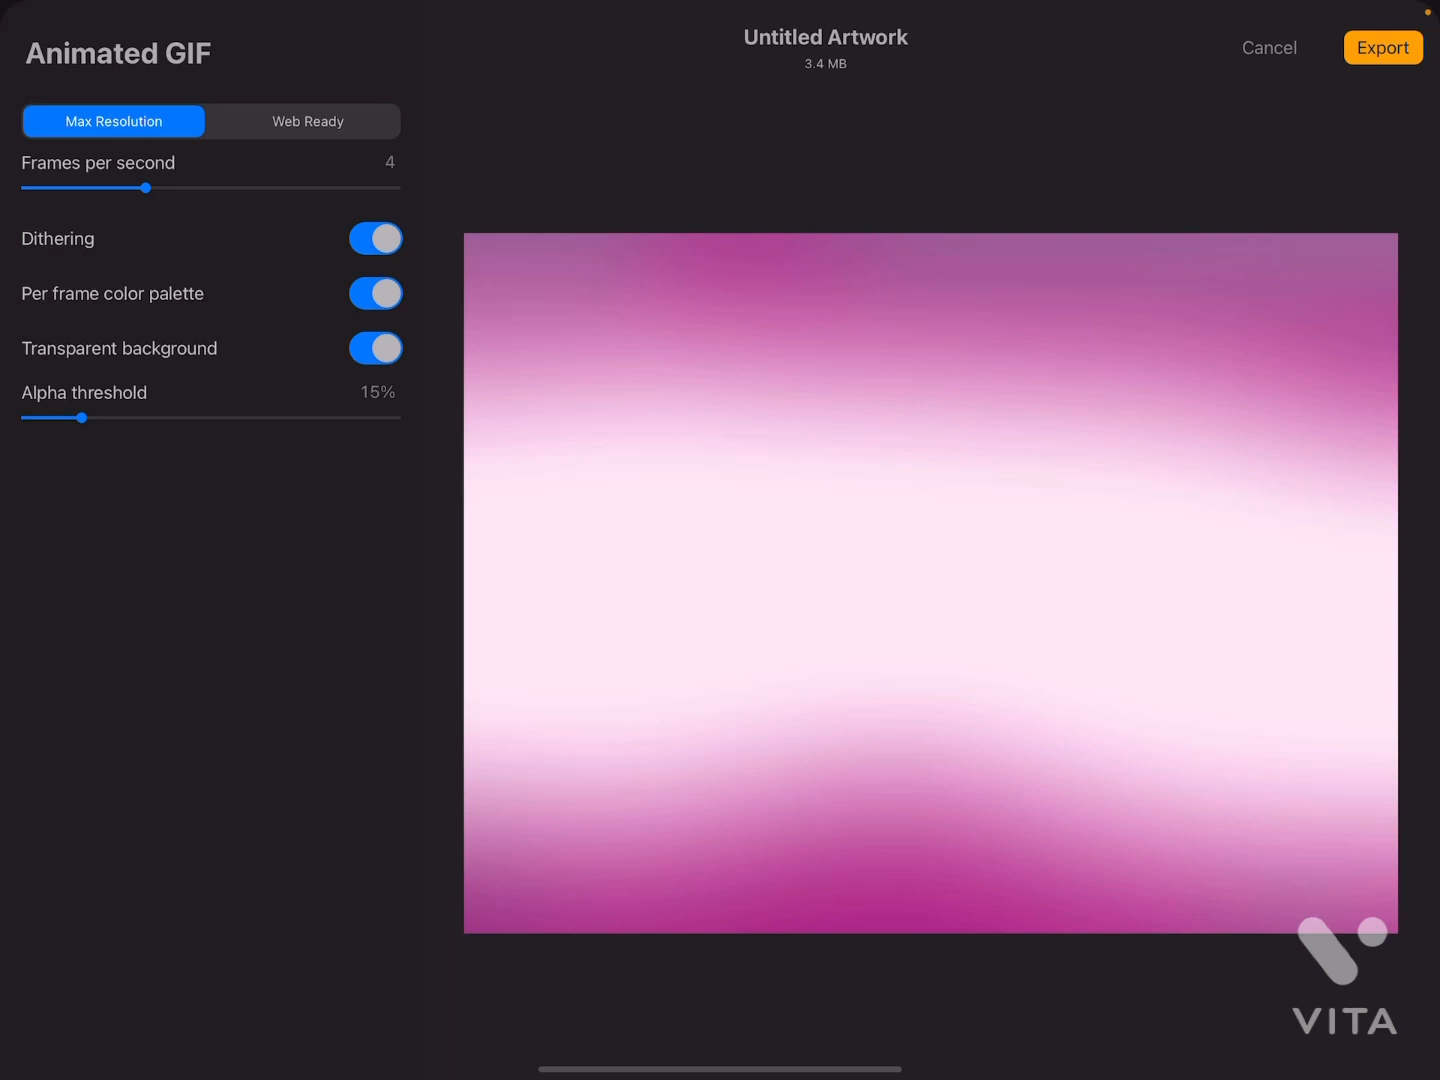 Animated GIF
Untitled Artwork
3.4 MB
Cancel
Export
Max Resolution
Web Ready
Frames per second
4
Dithering
Per frame color palette
Transparent background
Alpha threshold
15%
VITA